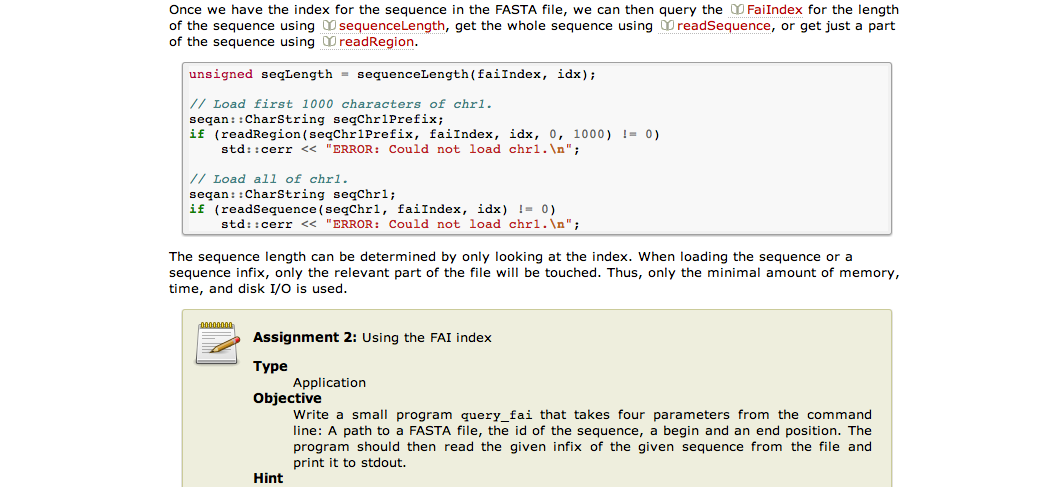 Once we have the index for the sequence in the FASTA file, we can then query the FaiIndex for the length
of the sequence using sequenceLength, get the whole sequence using readSequence, or get just a part
of the sequence using readRegion.
unsigned seqLength = sequenceLength(faiIndex, idx);
// Load first 1000 characters of chr1.
seqan::CharString seqChr1Prefix;
if (readRegion(seqChr1Prefix, faiIndex, idx, 0, 1000) != 0)
    std::cerr << "ERROR: Could not load chr1.\n";
// Load all of chr1.
seqan::CharString seqChr1;
if (readSequence(seqChr1, faiIndex, idx) != 0)
    std::cerr << "ERROR: Could not load chr1.\n";
The sequence length can be determined by only looking at the index. When loading the sequence or a
sequence infix, only the relevant part of the file will be touched. Thus, only the minimal amount of memory,
time, and disk I/O is used.
Assignment 2: Using the FAI index
Type
Application
Objective
Write a small program query_fai that takes four parameters from the command
line: A path to a FASTA file, the id of the sequence, a begin and an end position. The
program should then read the given infix of the given sequence from the file and
print it to stdout.
Hint